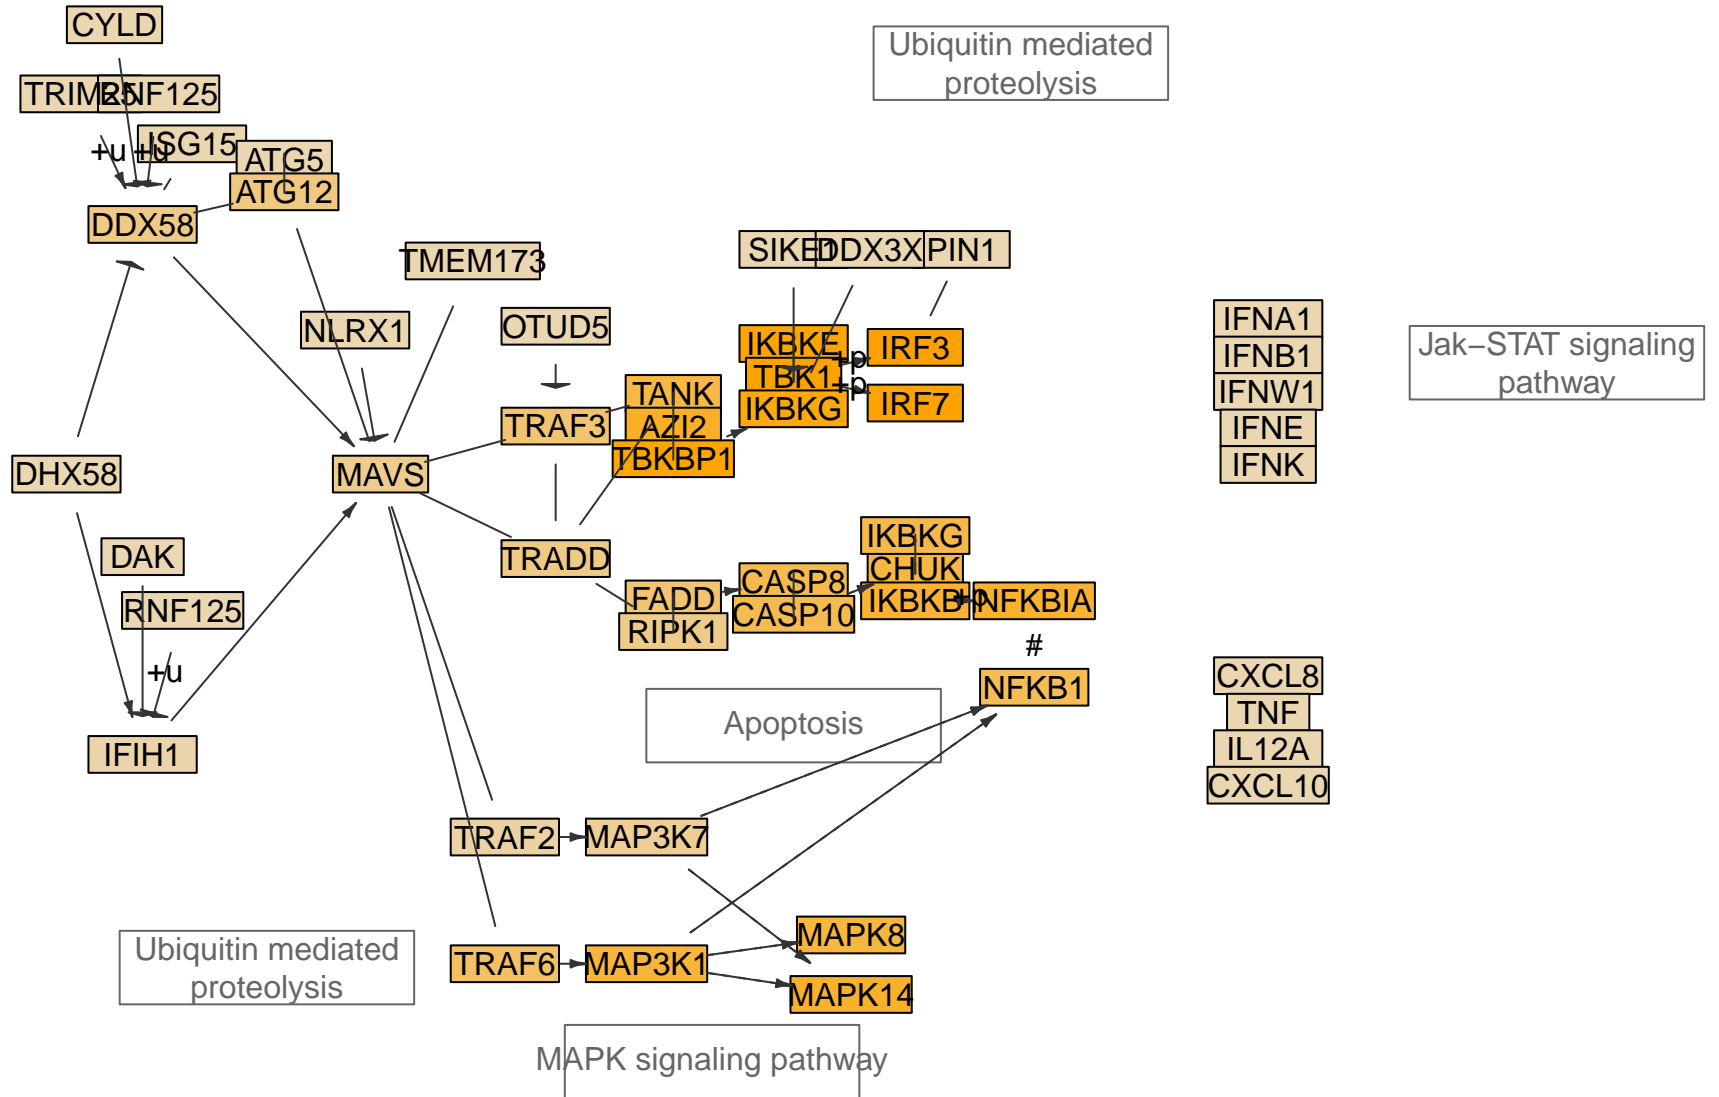 CYLD
Ubiquitin mediated
proteolysis
TRIM25
RNF125
ISG15
+u
+u
ATG5
ATG12
DDX58
TMEM173
SIKE1
DDX3X
PIN1
NLRX1
OTUD5
IKBKE
TBK1
IKBKG
+p
+p
IRF3
IRF7
IFNA1
IFNB1
IFNW1
IFNE
IFNK
Jak−STAT signaling
pathway
TRAF3
TANK
AZI2
TBKBP1
DHX58
MAVS
DAK
RNF125
+u
IFIH1
TRADD
FADD
RIPK1
CASP8
CASP10
IKBKG
CHUK
IKBKB
+p
NFKBIA
#
NFKB1
Apoptosis
CXCL8
TNF
IL12A
CXCL10
TRAF2
MAP3K7
TRAF6
MAP3K1
MAPK8
MAPK14
Ubiquitin mediated
proteolysis
MAPK signaling pathway